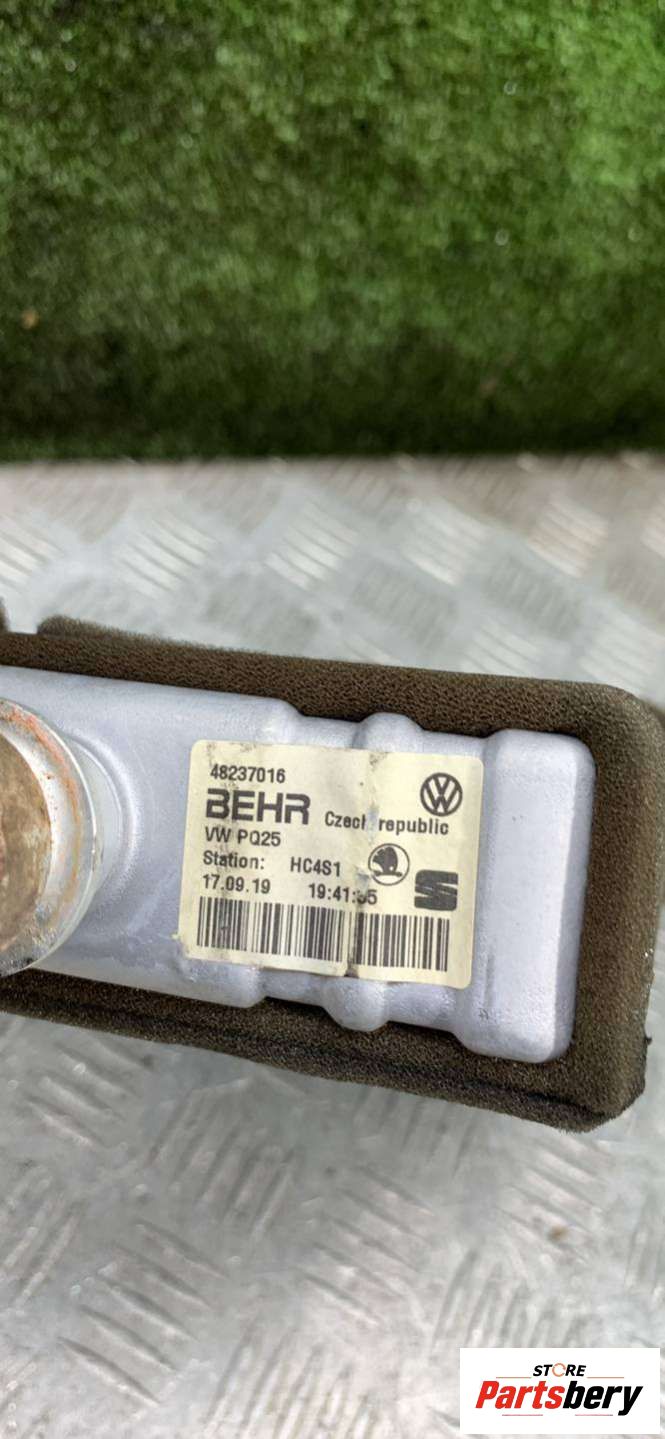 48237016
BEHR Czech republic
VW PQ25
Station: HC4S1
17.09.19
STORE
Partsbery